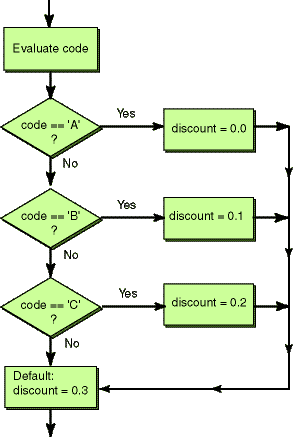 Evaluate code
code == 'A'
?
Yes
discount = 0.0
No
code == 'B'
?
Yes
discount = 0.1
No
code == 'C'
?
Yes
discount = 0.2
No
Default:
discount = 0.3